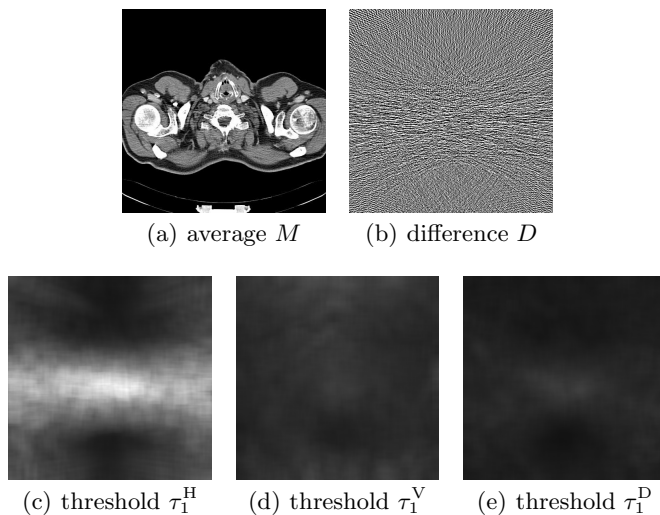 (a) average M
(b) difference D
(c) threshold τ₁ᴴ
(d) threshold τ₁ⱽ
(e) threshold τ₁ᴰ